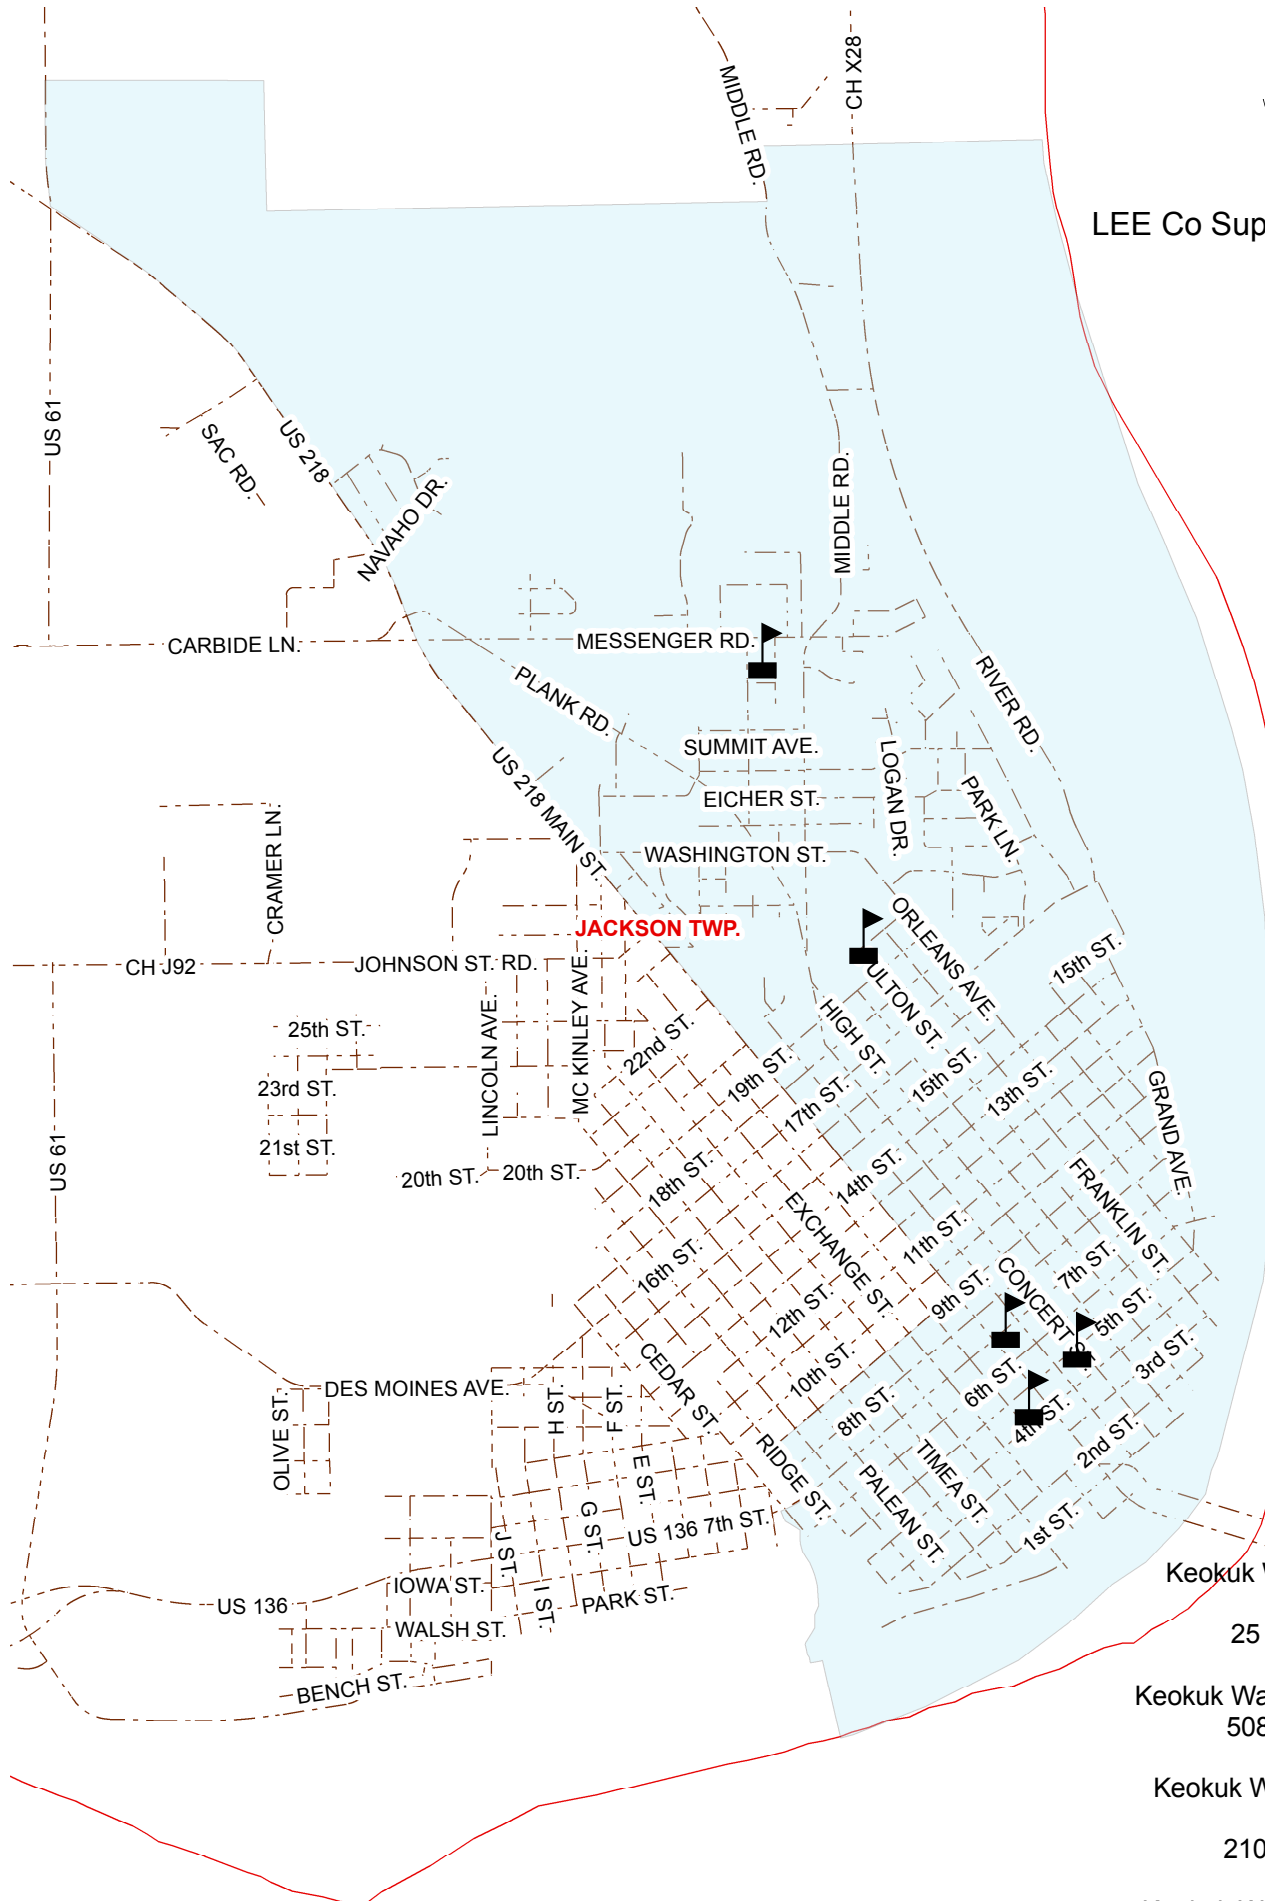 MIDDLE RD.
CH X28
LEE Co Sup
US 61
SAC RD.
US 218
NAVAHO DR.
MIDDLE RD.
CARBIDE LN.
MESSENGER RD.
PLANK RD.
RIVER RD.
SUMMIT AVE.
US 218 MAIN ST.
LOGAN DR.
EICHER ST.
PARK LN.
CRAMER LN.
WASHINGTON ST.
JACKSON TWP.
ORLEANS AVE.
CH J92
JOHNSON ST. RD.
15th ST.
ULTON ST.
LINCOLN AVE.
MC KINLEY AVE.
25th ST.
22nd ST.
HIGH ST.
19th ST.
17th ST.
15th ST.
13th ST.
23rd ST.
GRAND AVE.
21st ST.
US 61
20th ST.
20th ST.
18th ST.
14th ST.
FRANKLIN ST.
EXCHANGE ST.
11th ST.
16th ST.
7th ST.
CONCERT ST.
9th ST.
12th ST.
5th ST.
3rd ST.
CEDAR ST.
10th ST.
6th ST.
DES MOINES AVE.
OLIVE ST.
H ST.
F ST.
8th ST.
4th ST.
2nd ST.
RIDGE ST.
TIMEA ST.
E ST.
PALEAN ST.
G ST.
US 136 7th ST.
1st ST.
J ST.
IOWA ST.
I ST.
PARK ST.
US 136
WALSH ST.
BENCH ST.
Keokuk
25
Keokuk Wa
508
Keokuk
210